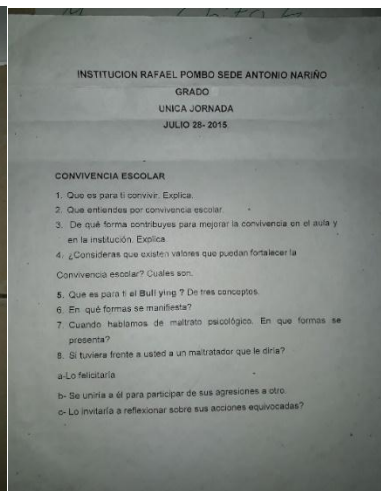 INSTITUCION RAFAEL POMBO SEDE ANTONIO NARIÑO
GRADO
UNICA JORNADA
JULIO 28- 2015
CONVIVENCIA ESCOLAR
1. Que es para ti convivir. Explica.
2. Que entiendes por convivencia escolar.
3. De qué forma contribuyes para mejorar la convivencia en el aula y
en la institución. Explica.
4. ¿Consideras que existen valores que puedan fortalecer la
Convivencia escolar? Cuales son.
5. Que es para ti el Bull ying ? De tres conceptos.
6. En qué formas se manifiesta?
7. Cuando hablamos de maltrato psicológico. En que formas se
presenta?
8. Si tuviera frente a usted a un maltratador que le diría?
a-Lo felicitaría.
b- Se uniría a él para participar de sus agresiones a otro.
c- Lo invitaría a reflexionar sobre sus acciones equivocadas?